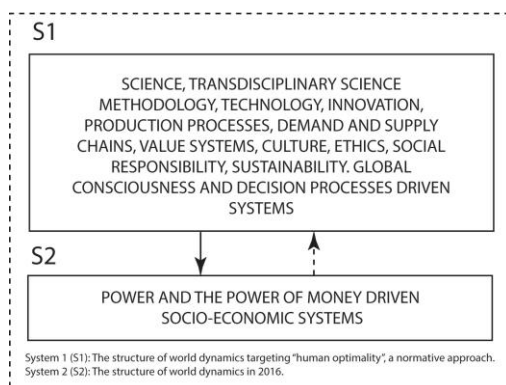 S1
SCIENCE, TRANSDISCIPLINARY SCIENCE
METHODOLOGY, TECHNOLOGY, INNOVATION,
PRODUCTION PROCESSES, DEMAND AND SUPPLY
CHAINS, VALUE SYSTEMS, CULTURE, ETHICS, SOCIAL
RESPONSIBILITY, SUSTAINABILITY. GLOBAL
CONSCIOUSNESS AND DECISION PROCESSES DRIVEN
SYSTEMS
S2
POWER AND THE POWER OF MONEY DRIVEN
SOCIO-ECONOMIC SYSTEMS
System 1 (S1): The structure of world dynamics targeting “human optimality”, a normative approach.
System 2 (S2): The structure of world dynamics in 2016.